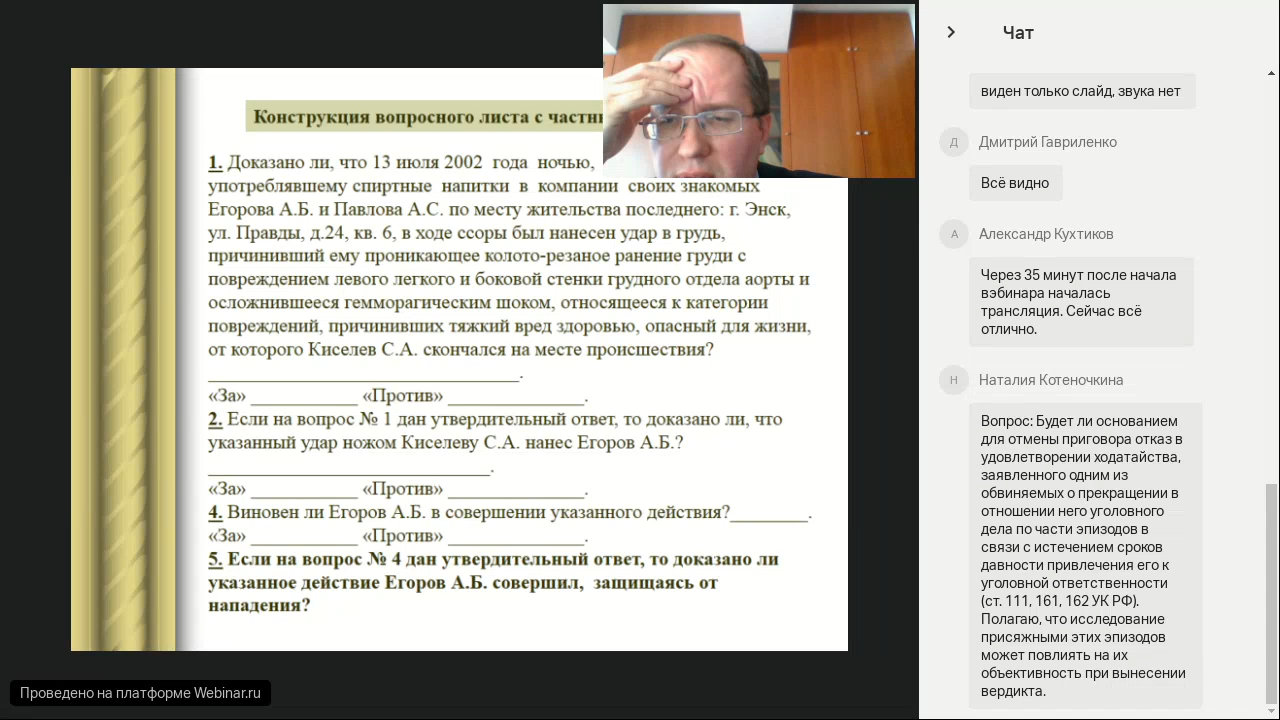 Конструкция вопросного листа с
1. Доказано ли, что 13 июля 2002 года ночью,
употреблявшему спиртные напитки в компании своих знакомых
Егорова А.Б. и Павлова А.С. по месту жительства последнего: г. Энск,
ул. Правды, д.24, кв. 6, в ходе ссоры был нанесен удар в грудь,
причинивший ему проникающее колото-резаное ранение груди с
повреждением левого легкого и боковой стенки грудного отдела аорты и
осложнившееся гемморагическим шоком, относящееся к категории
повреждений, причинивших тяжкий вред здоровью, опасный для жизни,
от которого Киселев С.А. скончался на месте происшествия?
_________________________________.
«За» ___________ «Против» ______________.
2. Если на вопрос № 1 дан утвердительный ответ, то доказано ли, что
указанный удар ножом Киселеву С.А. нанес Егоров А.Б.?
______________________________.
«За» ___________ «Против» ______________.
4. Виновен ли Егоров А.Б. в совершении указанного действия?________.
«За» ___________ «Против» ______________.
5. Если на вопрос № 4 дан утвердительный ответ, то доказано ли
указанное действие Егоров А.Б. совершил, защищаясь от
нападения?
Проведено на платформе Webinar.ru
Чат
виден только слайд, звука нет
Д
Дмитрий Гавриленко
Всё видно
А
Александр Кухтиков
Через 35 минут после начала
вэбинара началась
трансляция. Сейчас всё
отлично.
Н
Наталия Котеночкина
Вопрос: Будет ли основанием
для отмены приговора отказ в
удовлетворении ходатайства,
заявленного одним из
обвиняемых о прекращении в
отношении него уголовного
дела по части эпизодов в
связи с истечением сроков
давности привлечения его к
уголовной ответственности
(ст. 111, 161, 162 УК РФ).
Полагаю, что исследование
присяжными этих эпизодов
может повлиять на их
объективность при вынесении
вердикта.